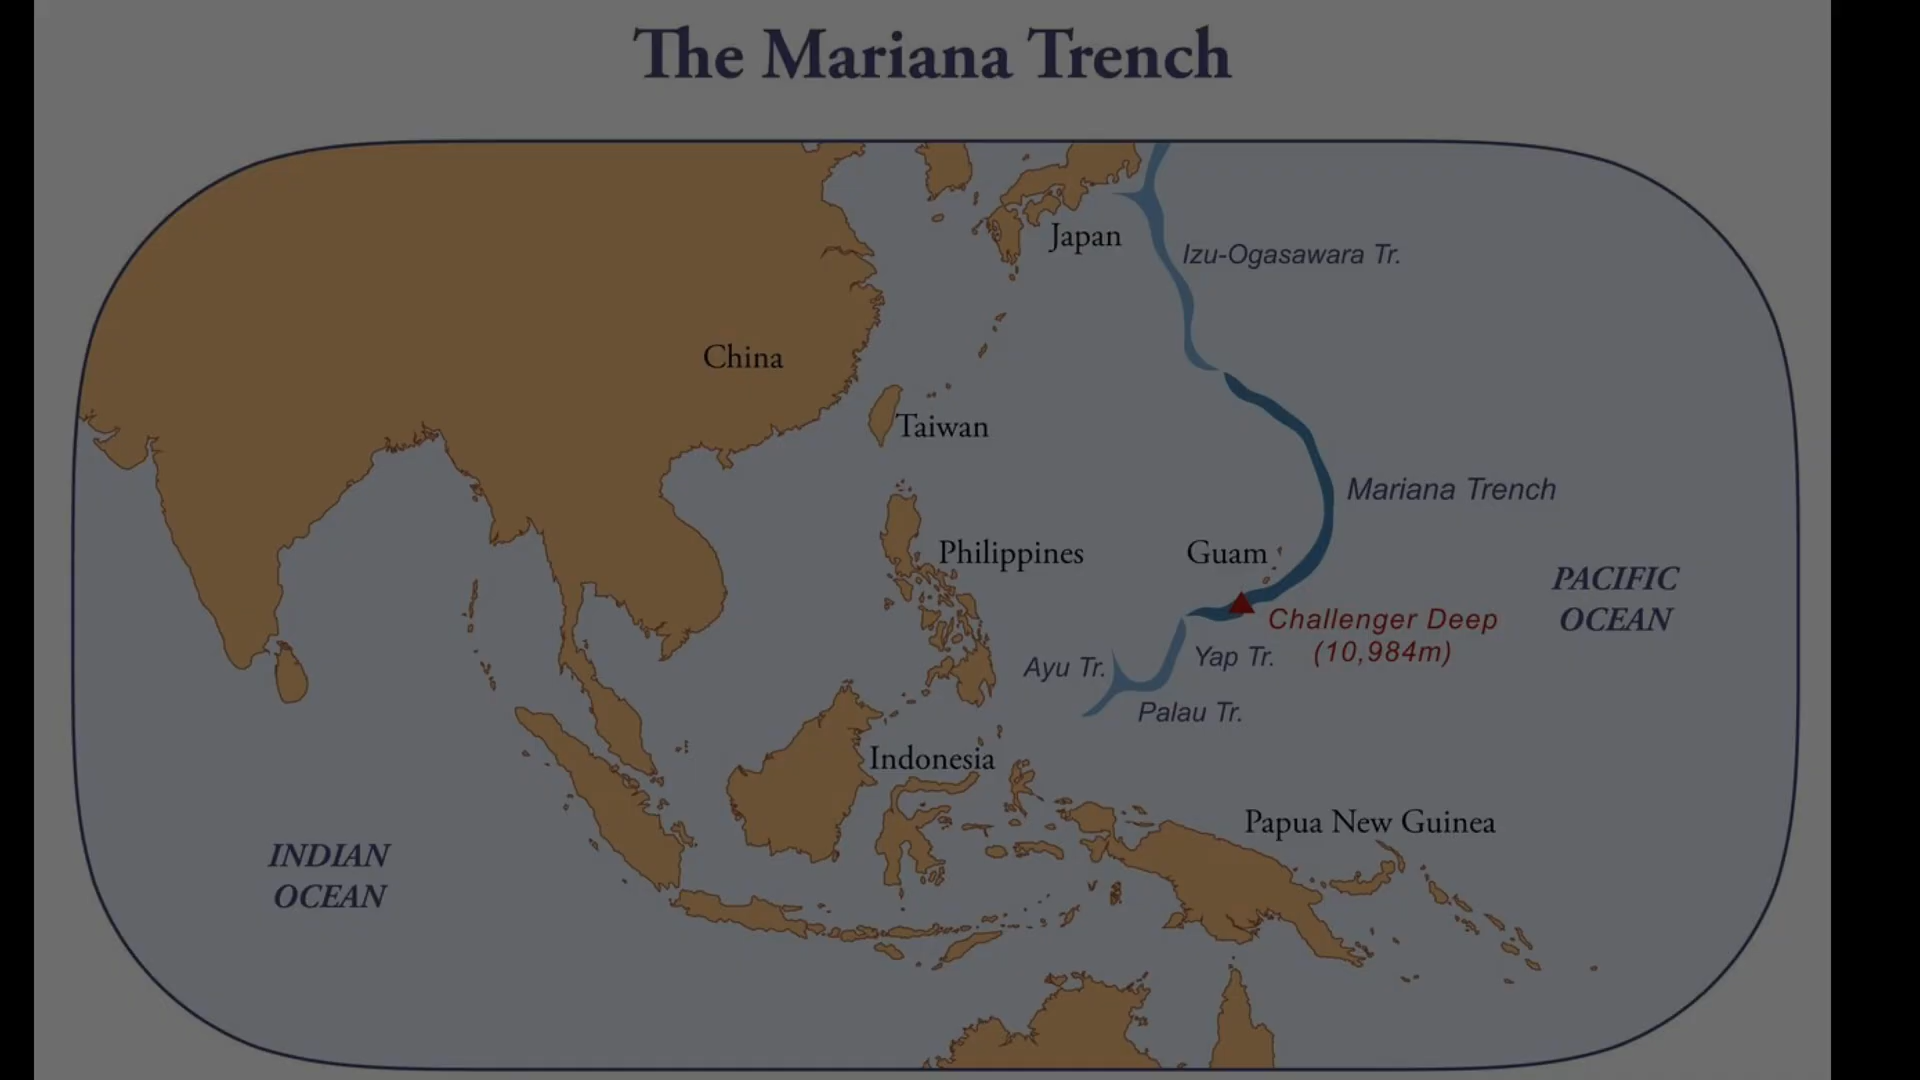 The Mariana Trench
Japan
Izu-Ogasawara Tr.
China
Taiwan
Mariana Trench
Philippines
Guam
PACIFIC
OCEAN
Challenger Deep
(10,984m)
Ayu Tr.
Yap Tr.
Palau Tr.
Indonesia
Papua New Guinea
INDIAN
OCEAN